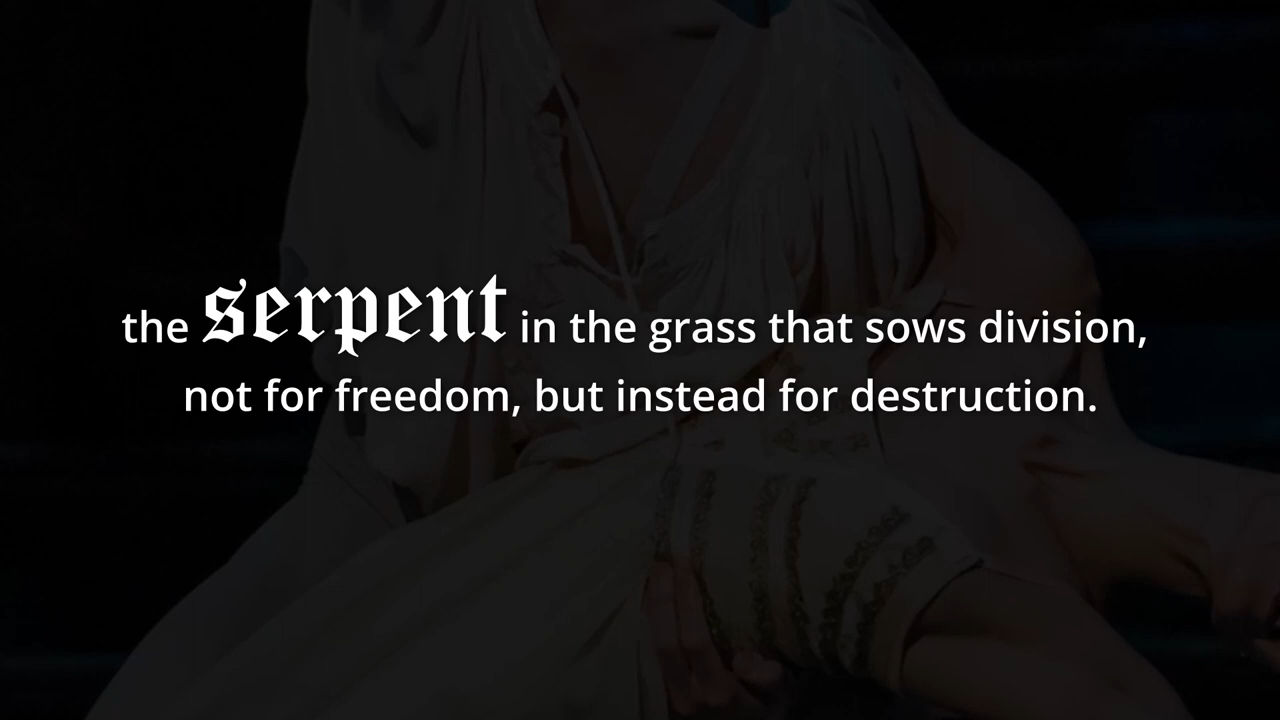 the serpent in the grass that sows division,
not for freedom, but instead for destruction.